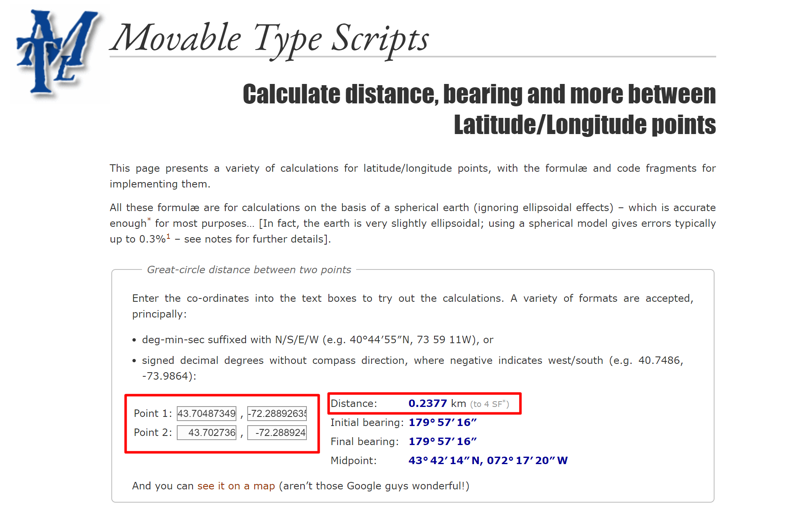 MTL
Movable Type Scripts
Calculate distance, bearing and more between
Latitude/Longitude points
This page presents a variety of calculations for latitude/longitude points, with the formulæ and code fragments for
implementing them.
All these formulæ are for calculations on the basis of a spherical earth (ignoring ellipsoidal effects) – which is accurate
enough* for most purposes… [In fact, the earth is very slightly ellipsoidal; using a spherical model gives errors typically
up to 0.3%¹ – see notes for further details].
Great-circle distance between two points
Enter the co-ordinates into the text boxes to try out the calculations. A variety of formats are accepted,
principally:
• deg-min-sec suffixed with N/S/E/W (e.g. 40°44′55″N, 73 59 11W), or
• signed decimal degrees without compass direction, where negative indicates west/south (e.g. 40.7486,
-73.9864):
Point 1: 43.70487349 , -72.2889263
Point 2: 43.702736 , -72.288924
Distance: 0.2377 km (to 4 SF*)
Initial bearing: 179° 57′ 16″
Final bearing: 179° 57′ 16″
Midpoint: 43° 42′ 14″ N, 072° 17′ 20″ W
And you can see it on a map (aren’t those Google guys wonderful!)